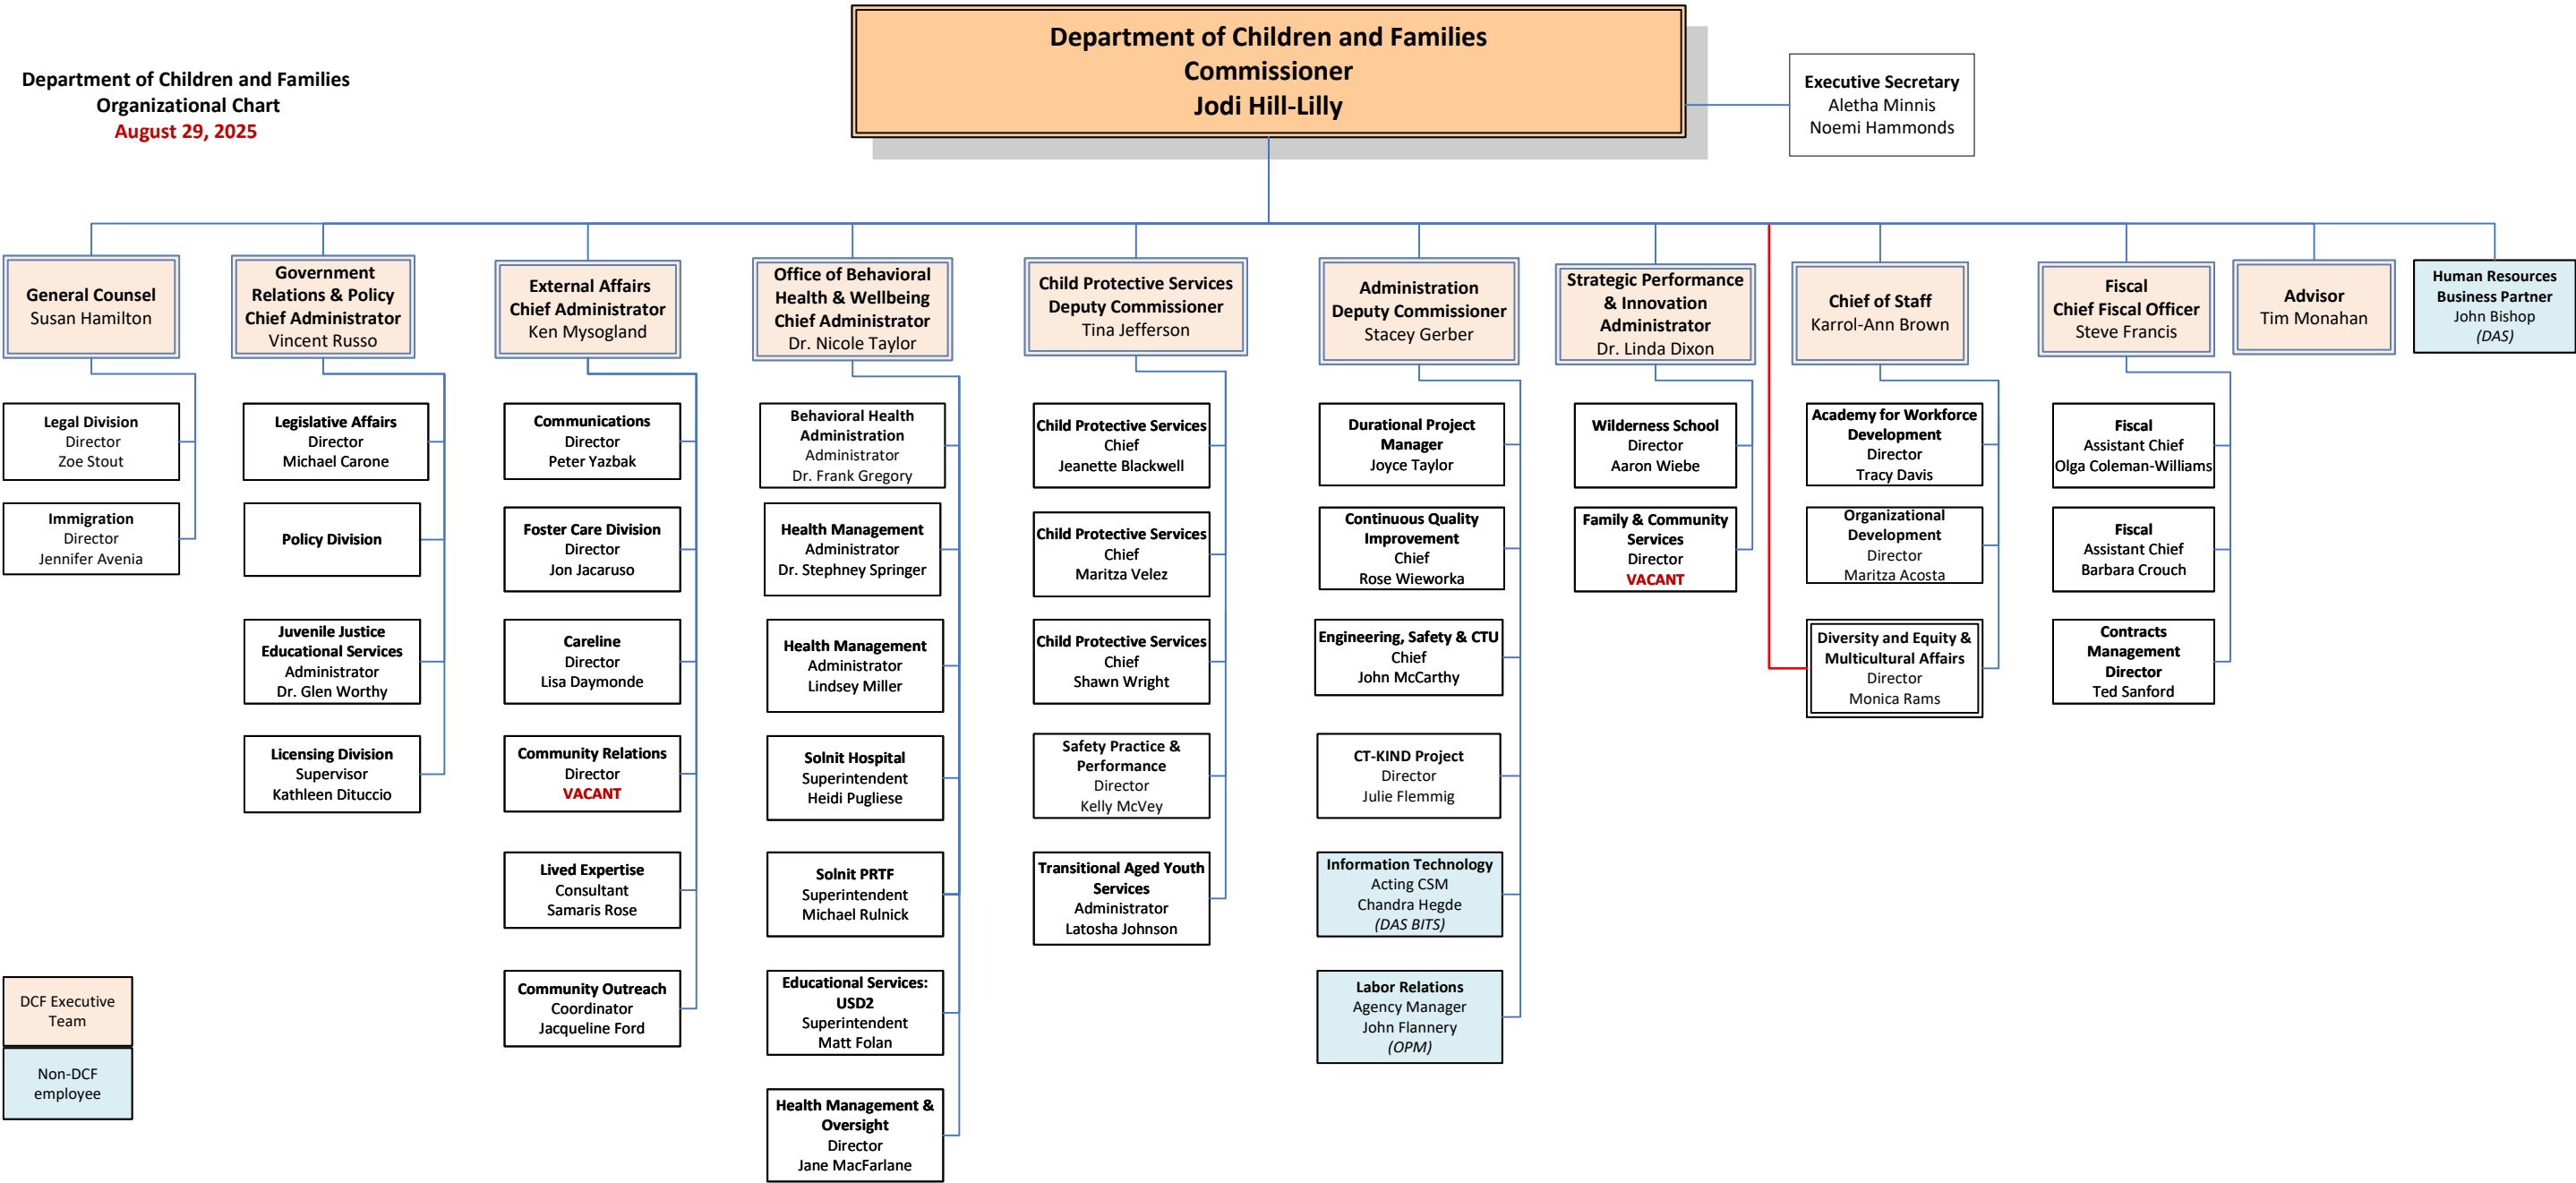 Department of Children and Families
Organizational Chart
August 29, 2025
Department of Children and Families
Commissioner
Jodi Hill-Lilly
Executive Secretary
Aletha Minnis
Noemi Hammonds
General Counsel
Susan Hamilton
Government
Relations & Policy
Chief Administrator
Vincent Russo
External Affairs
Chief Administrator
Ken Mysogland
Office of Behavioral
Health & Wellbeing
Chief Administrator
Dr. Nicole Taylor
Child Protective Services
Deputy Commissioner
Tina Jefferson
Administration
Deputy Commissioner
Stacey Gerber
Strategic Performance
& Innovation
Administrator
Dr. Linda Dixon
Chief of Staff
Karrol-Ann Brown
Fiscal
Chief Fiscal Officer
Steve Francis
Advisor
Tim Monahan
Human Resources
Business Partner
John Bishop
(DAS)
Legal Division
Director
Zoe Stout
Immigration
Director
Jennifer Avenia
Legislative Affairs
Director
Michael Carone
Policy Division
Juvenile Justice
Educational Services
Administrator
Dr. Glen Worthy
Licensing Division
Supervisor
Kathleen Dituccio
Communications
Director
Peter Yazbak
Foster Care Division
Director
Jon Jacaruso
Careline
Director
Lisa Daymonde
Community Relations
Director
VACANT
Lived Expertise
Consultant
Samaris Rose
Community Outreach
Coordinator
Jacqueline Ford
Behavioral Health
Administration
Administrator
Dr. Frank Gregory
Health Management
Administrator
Dr. Stephney Springer
Health Management
Administrator
Lindsey Miller
Solnit Hospital
Superintendent
Heidi Pugliese
Solnit PRTF
Superintendent
Michael Rulnick
Educational Services:
USD2
Superintendent
Matt Folan
Health Management &
Oversight
Director
Jane MacFarlane
Child Protective Services
Chief
Jeanette Blackwell
Child Protective Services
Chief
Maritza Velez
Child Protective Services
Chief
Shawn Wright
Safety Practice &
Performance
Director
Kelly McVey
Transitional Aged Youth
Services
Administrator
Latosha Johnson
Durational Project
Manager
Joyce Taylor
Continuous Quality
Improvement
Chief
Rose Wieworka
Engineering, Safety & CTU
Chief
John McCarthy
CT-KIND Project
Director
Julie Flemmig
Information Technology
Acting CSM
Chandra Hegde
(DAS BITS)
Labor Relations
Agency Manager
John Flannery
(OPM)
Wilderness School
Director
Aaron Wiebe
Family & Community
Services
Director
VACANT
Academy for Workforce
Development
Director
Tracy Davis
Organizational
Development
Director
Maritza Acosta
Diversity and Equity &
Multicultural Affairs
Director
Monica Rams
Fiscal
Assistant Chief
Olga Coleman-Williams
Fiscal
Assistant Chief
Barbara Crouch
Contracts
Management
Director
Ted Sanford
DCF Executive
Team
Non-DCF
employee